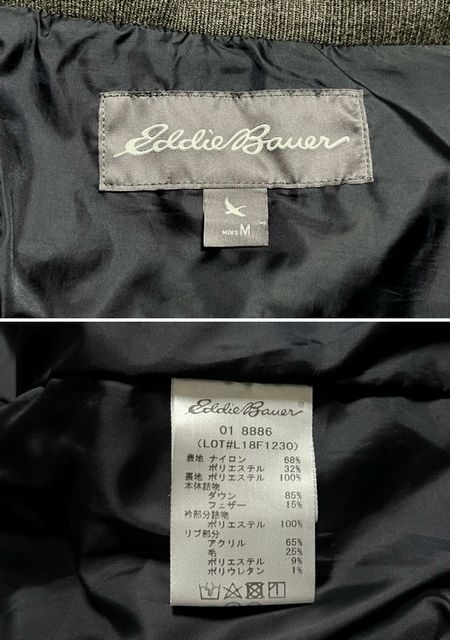 Eddie Bauer
MEN'S M
Eddie Bauer®
01 8886
(LOT#L18F1230)
表地 ナイロン 68%
ポリエステル 32%
裏地 ポリエステル 100%
本体詰物
ダウン 85%
フェザー 15%
衿部分詰物
ポリエステル 100%
リブ部分
アクリル 65%
毛 25%
ポリエステル 9%
ポリウレタン 1%